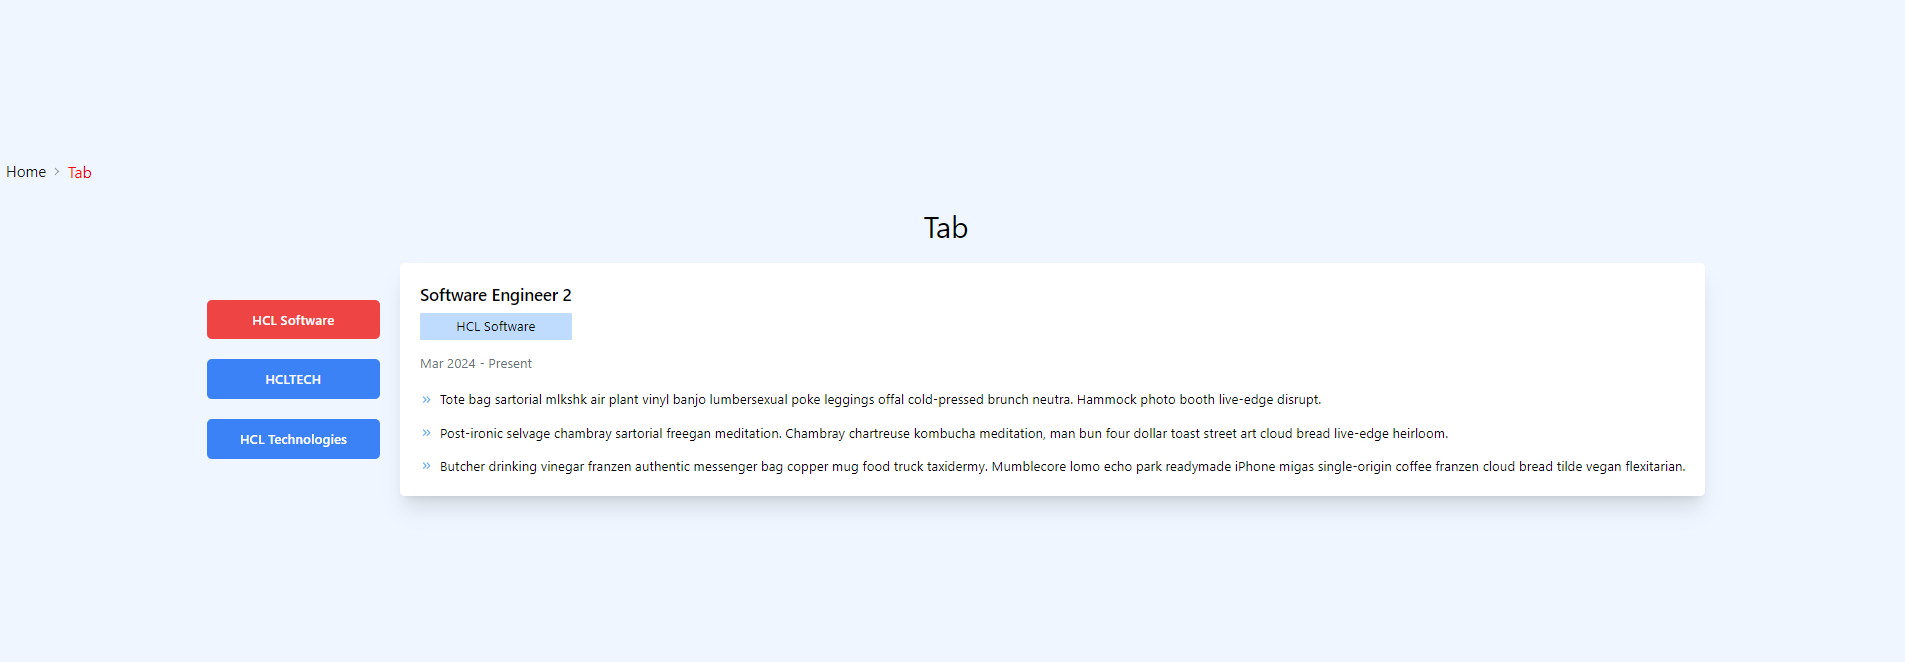 Home > Tab
Tab
HCL Software
HCLTECH
HCL Technologies
Software Engineer 2
HCL Software
Mar 2024 - Present
» Tote bag sartorial mlkshk air plant vinyl banjo lumbersexual poke leggings offal cold-pressed brunch neutra. Hammock photo booth live-edge disrupt.
» Post-ironic selvage chambray sartorial freegan meditation. Chambray chartreuse kombucha meditation, man bun four dollar toast street art cloud bread live-edge heirloom.
» Butcher drinking vinegar franzen authentic messenger bag copper mug food truck taxidermy. Mumblecore lomo echo park readymade iPhone migas single-origin coffee franzen cloud bread tilde vegan flexitarian.